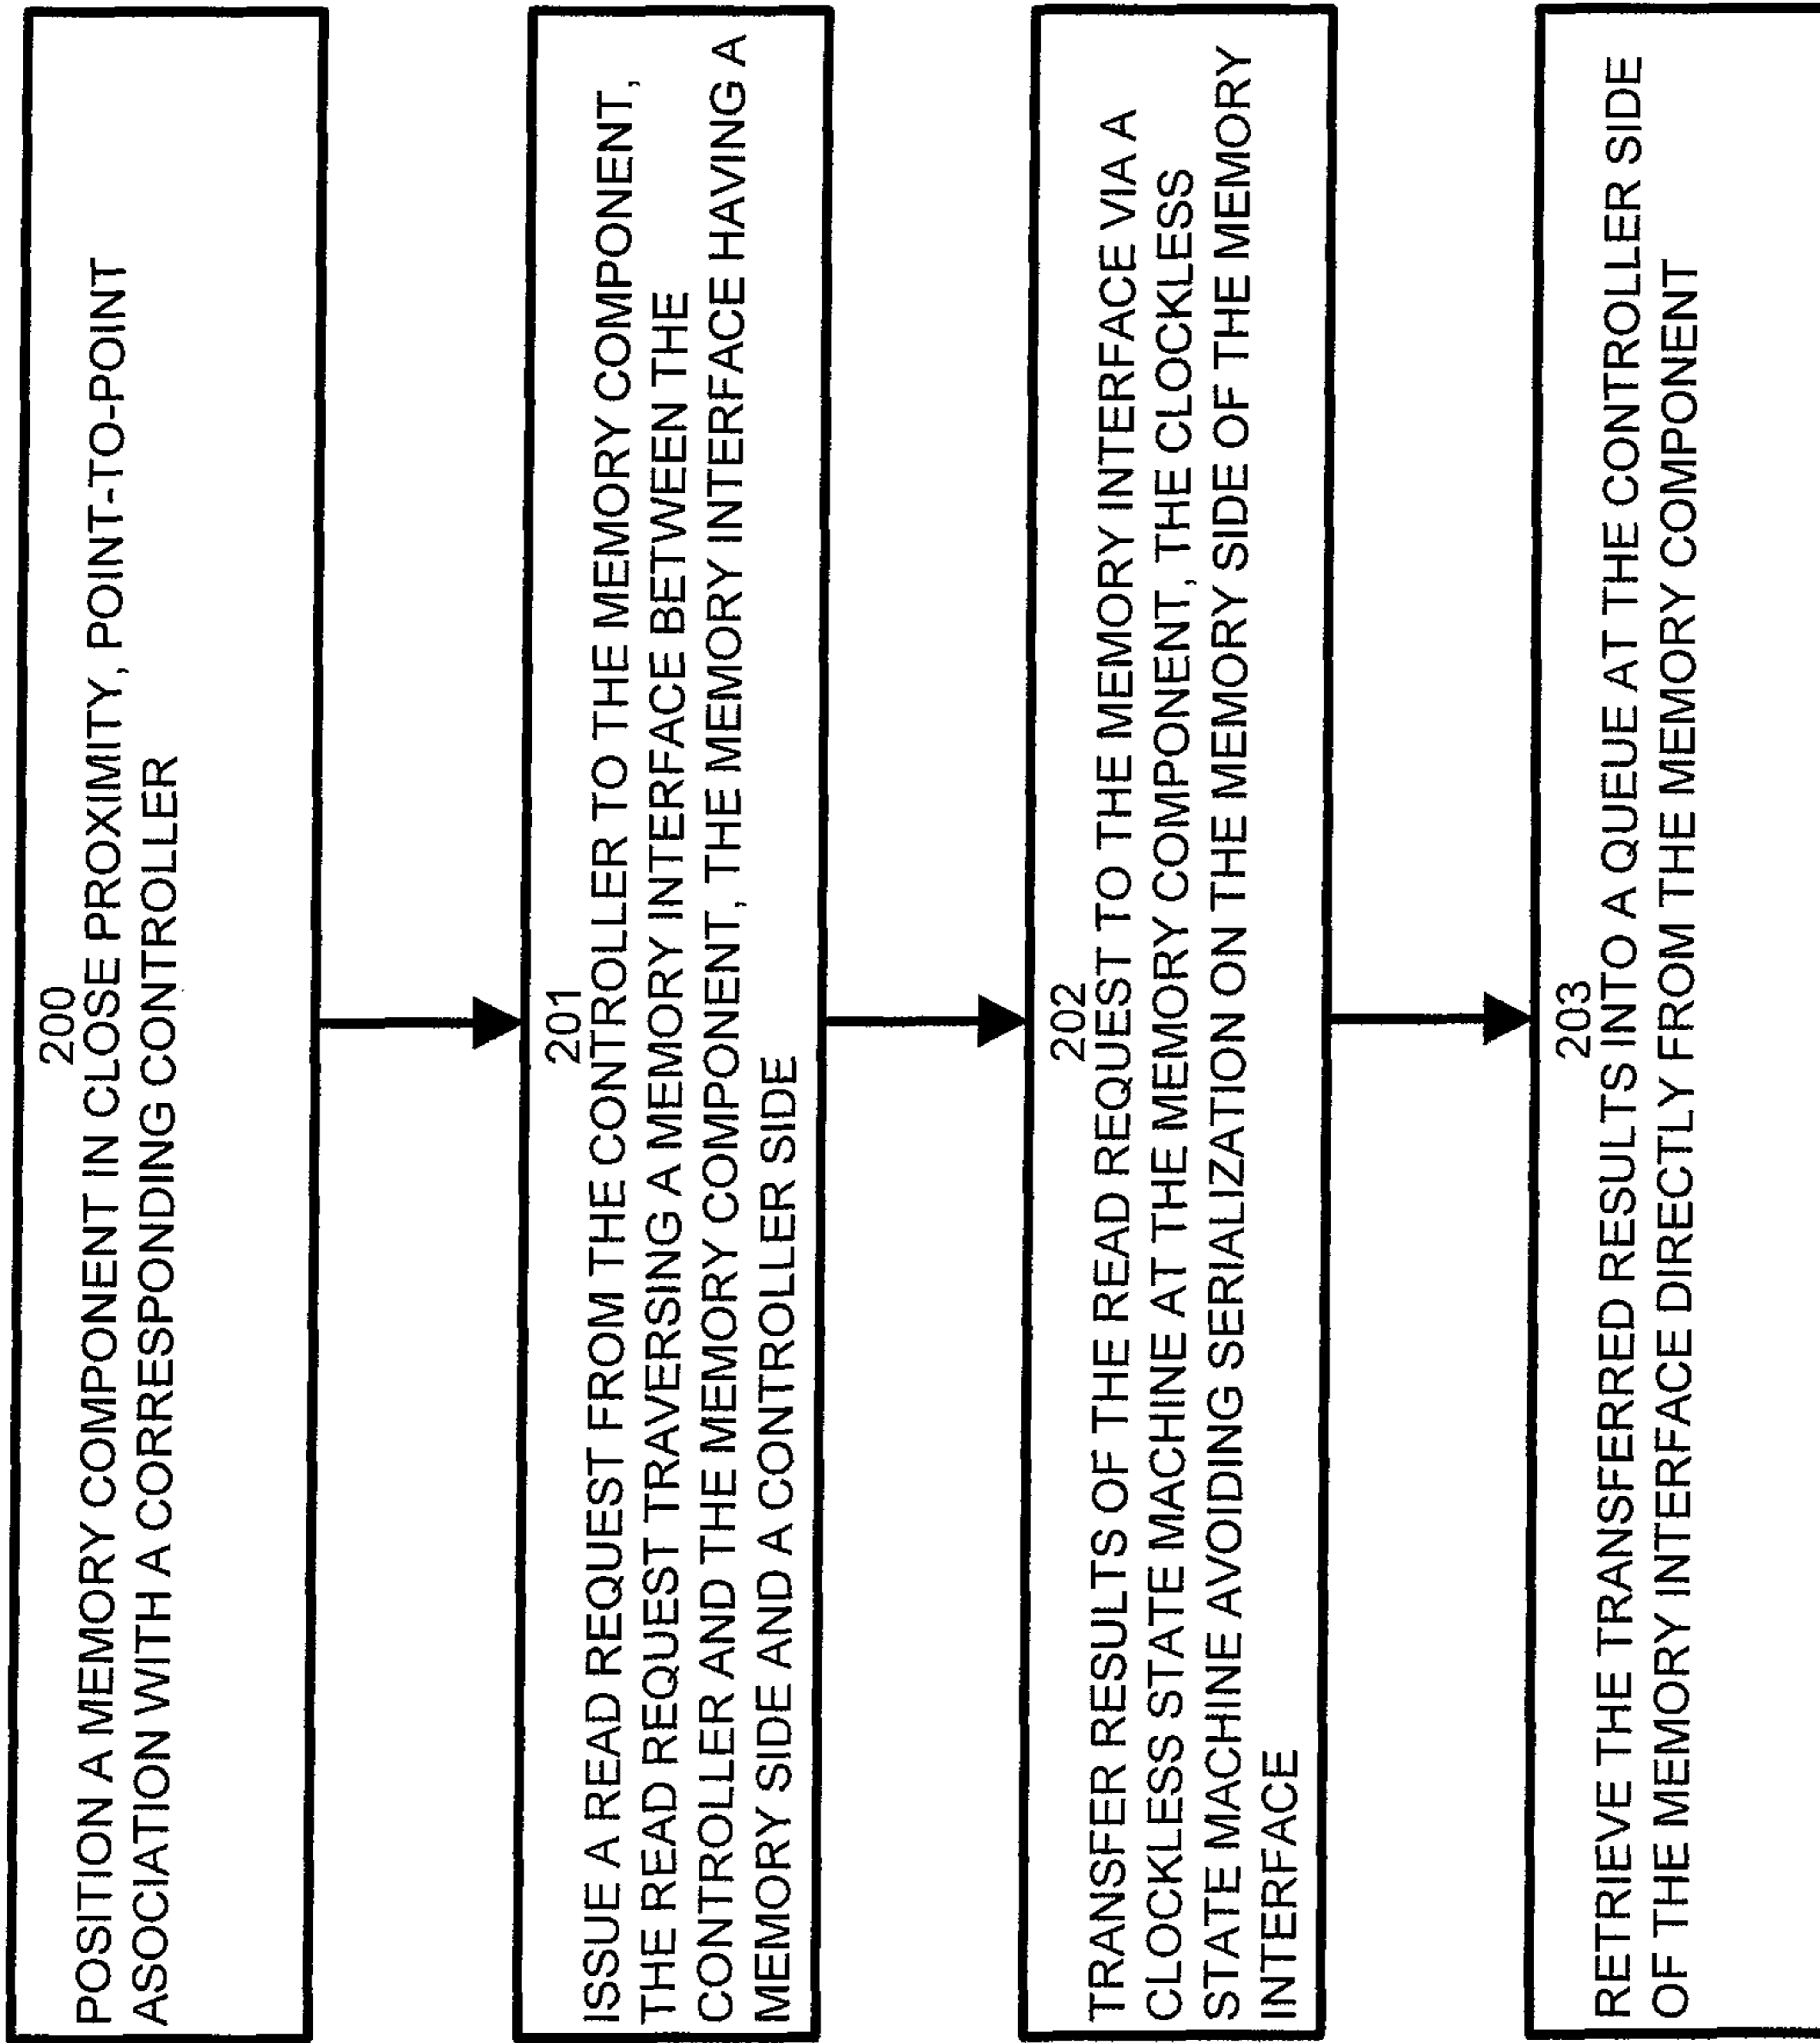 200
POSITION A MEMORY COMPONENT IN CLOSE PROXIMITY, POINT-TO-POINT
ASSOCIATION WITH A CORRESPONDING CONTROLLER
201
ISSUE A READ REQUEST FROM THE CONTROLLER TO THE MEMORY COMPONENT,
THE READ REQUEST TRAVERSING A MEMORY INTERFACE BETWEEN THE
CONTROLLER AND THE MEMORY COMPONENT, THE MEMORY INTERFACE HAVING A
MEMORY SIDE AND A CONTROLLER SIDE
202
TRANSFER RESULTS OF THE READ REQUEST TO THE MEMORY INTERFACE VIA A
CLOCKLESS STATE MACHINE AT THE MEMORY COMPONENT, THE CLOCKLESS
STATE MACHINE AVOIDING SERIALIZATION ON THE MEMORY SIDE OF THE MEMORY
INTERFACE
203
RETRIEVE THE TRANSFERRED RESULTS INTO A QUEUE AT THE CONTROLLER SIDE
OF THE MEMORY INTERFACE DIRECTLY FROM THE MEMORY COMPONENT